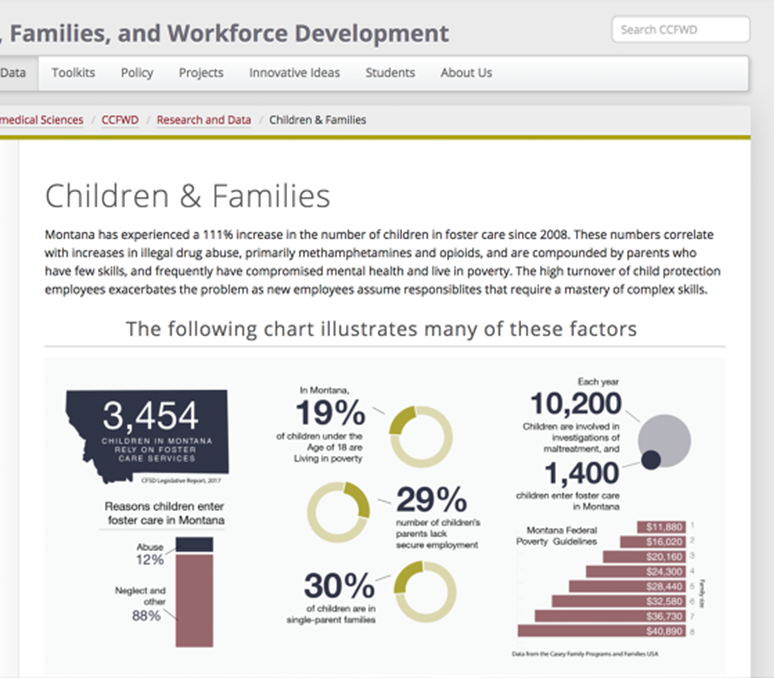 , Families, and Workforce Development
Search CCFWD
Data Toolkits Policy Projects Innovative Ideas Students About Us
medical Sciences / CCFWD / Research and Data / Children & Families
Children & Families
Montana has experienced a 111% increase in the number of children in foster care since 2008. These numbers correlate
with increases in illegal drug abuse, primarily methamphetamines and opioids, and are compounded by parents who
have few skills, and frequently have compromised mental health and live in poverty. The high turnover of child protection
employees exacerbates the problem as new employees assume responsiblites that require a mastery of complex skills.
The following chart illustrates many of these factors
3,454
CHILDREN IN MONTANA
RELY ON FOSTER
CARE SERVICES
CFSD Legislative Report, 2017
Reasons children enter
foster care in Montana
Abuse
12%
Neglect and
other
88%
In Montana,
19%
of children under the
Age of 18 are
Living in poverty
29%
number of children's
parents lack
secure employment
30%
of children are in
single-parent families
Each year
10,200
Children are involved in
investigations of
maltreatment, and
1,400
children enter foster care
in Montana
Montana Federal
Poverty Guidelines
$11,880 1
$16,020 2
$20,160 3
$24,300 4
$28,440 5
$32,580 6
$36,730 7
$40,890 8
Family size
Data from the Casey Family Programs and Families USA